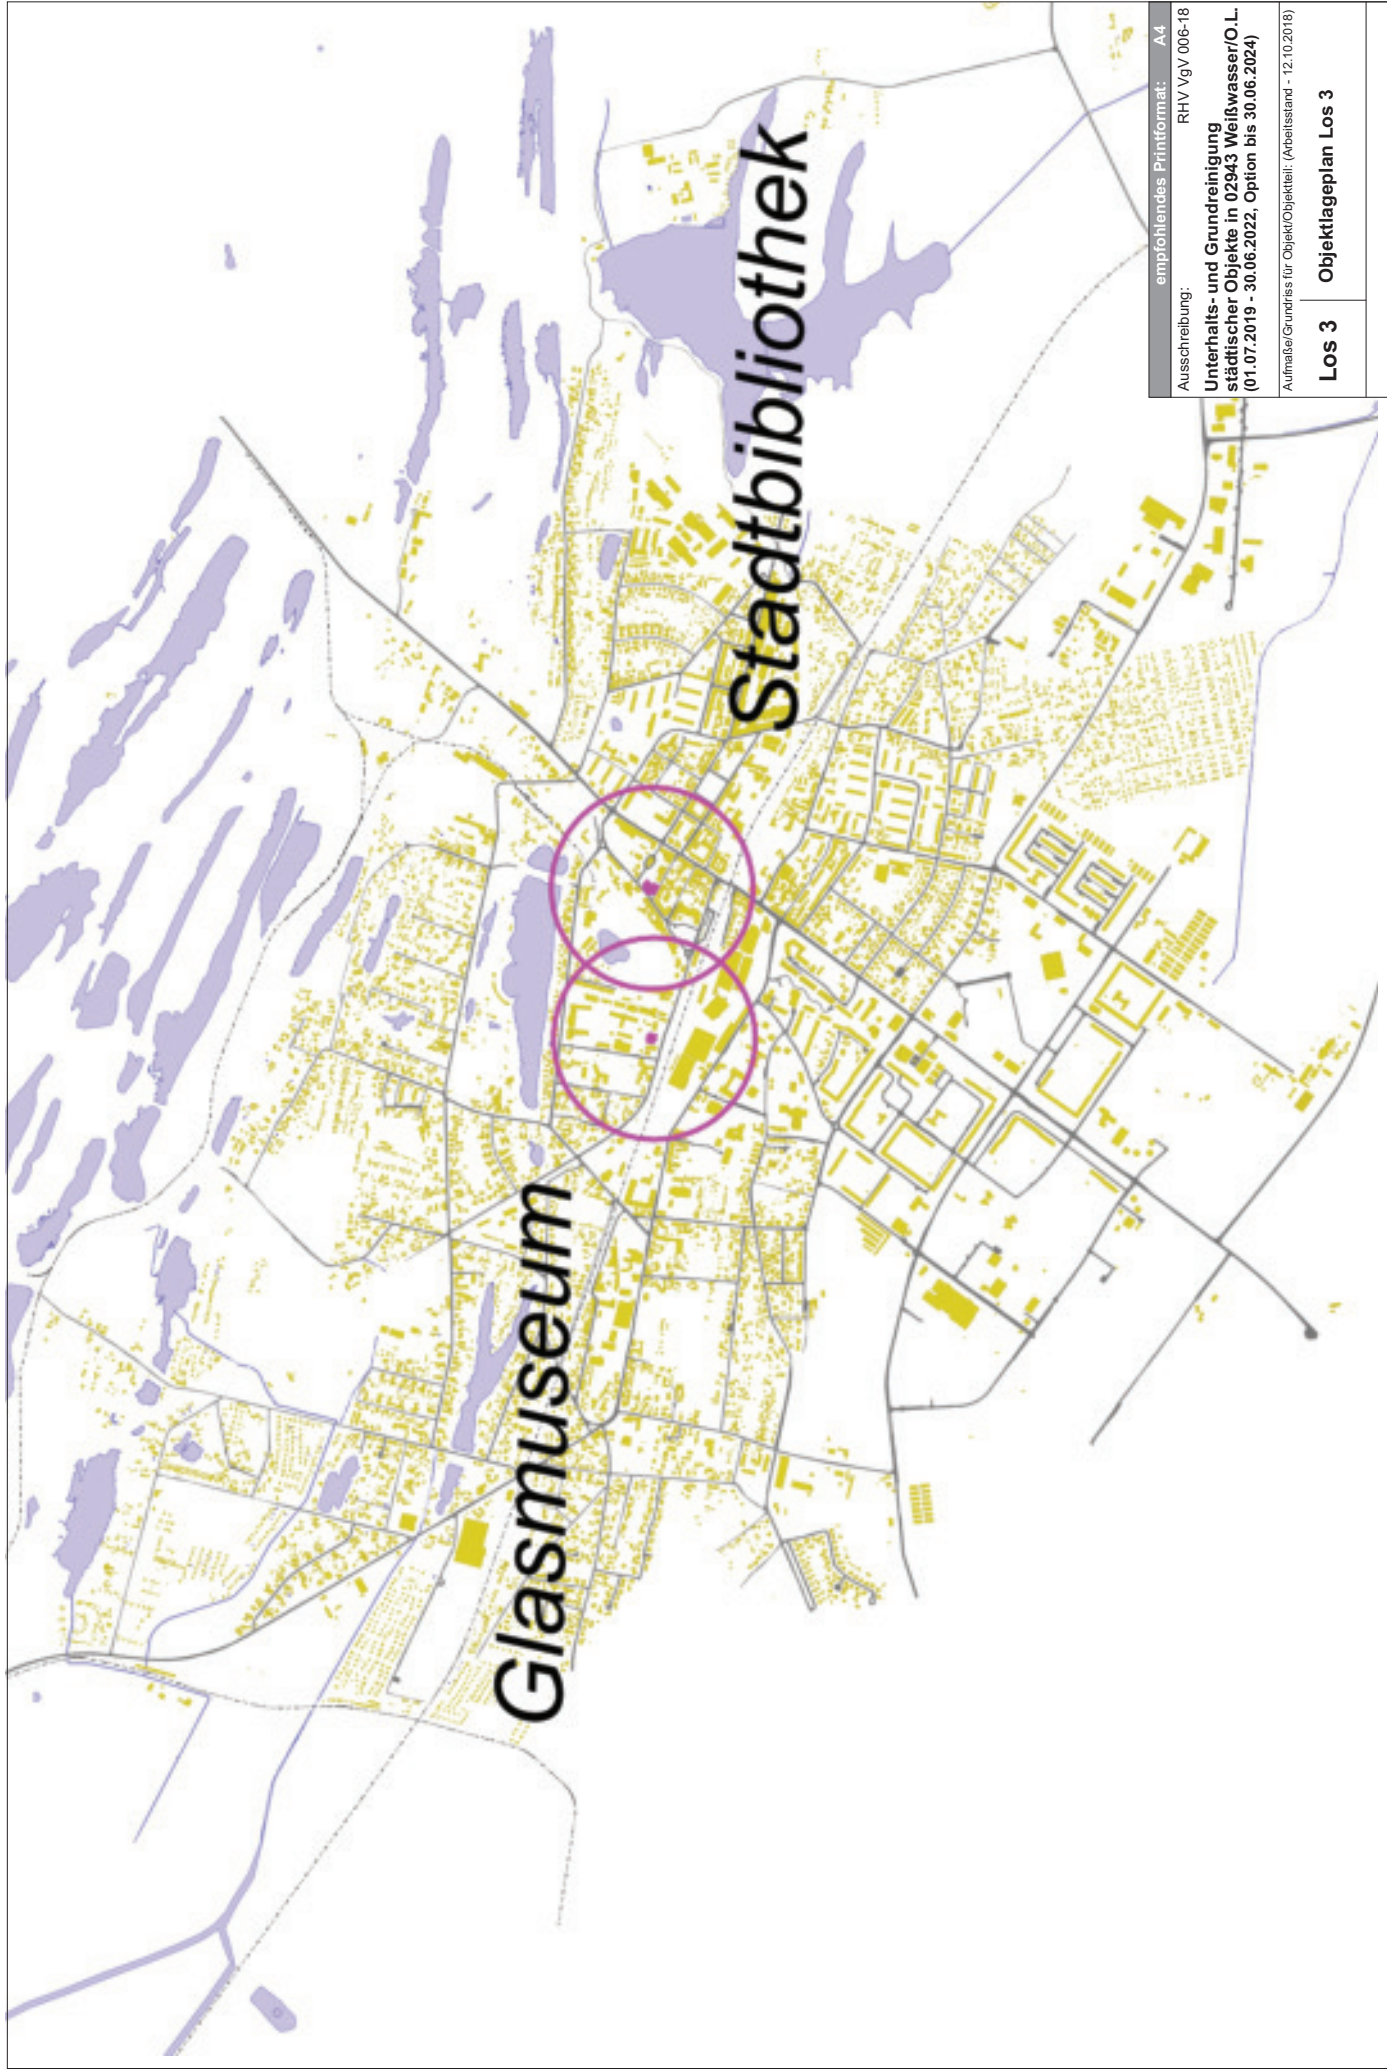 Glasmuseum
Stadtbibliothek
empfohlendes Printformat: A4
Ausschreibung: RHV VgV 006-18
Unterhalts- und Grundreinigung
städtischer Objekte in 02943 Weißwasser/O.L.
(01.07.2019 - 30.06.2022, Option bis 30.06.2024)
Aufmaße/Grundriss für Objekt/Objektteil: (Arbeitsstand - 12.10.2018)
Los 3 Objektlageplan Los 3